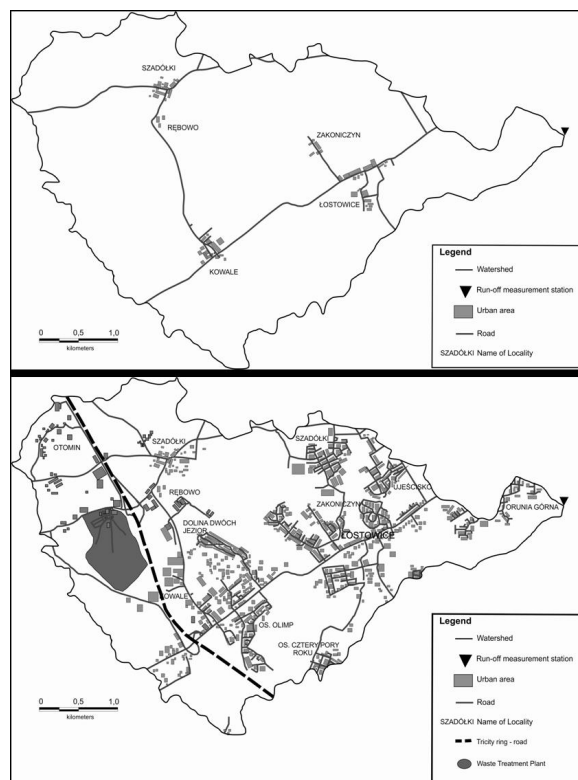 SZADÓŁKI
RĘBOWO
ZAKONICZYN
ŁOSTOWICE
KOWALE
0 0,5 1,0
kilometers
Legend
Watershed
Run-off measurement station
Urban area
Road
SZADÓŁKI Name of Locality
OTOMIN
SZADÓŁKI
SZADÓŁKI
UJEŚCISKO
RĘBOWO
ZAKONICZYN
ORUNIA GÓRNA
DOLINA DWÓCH
JEZIOR
ŁOSTOWICE
KOWALE
OS. OLIMP
OS. CZTERY PORY
ROKU
0 0,5 1,0
kilometers
Legend
Watershed
Run-off measurement station
Urban area
Road
SZADÓŁKI Name of Locality
Tricity ring - road
Waste Treatment Plant